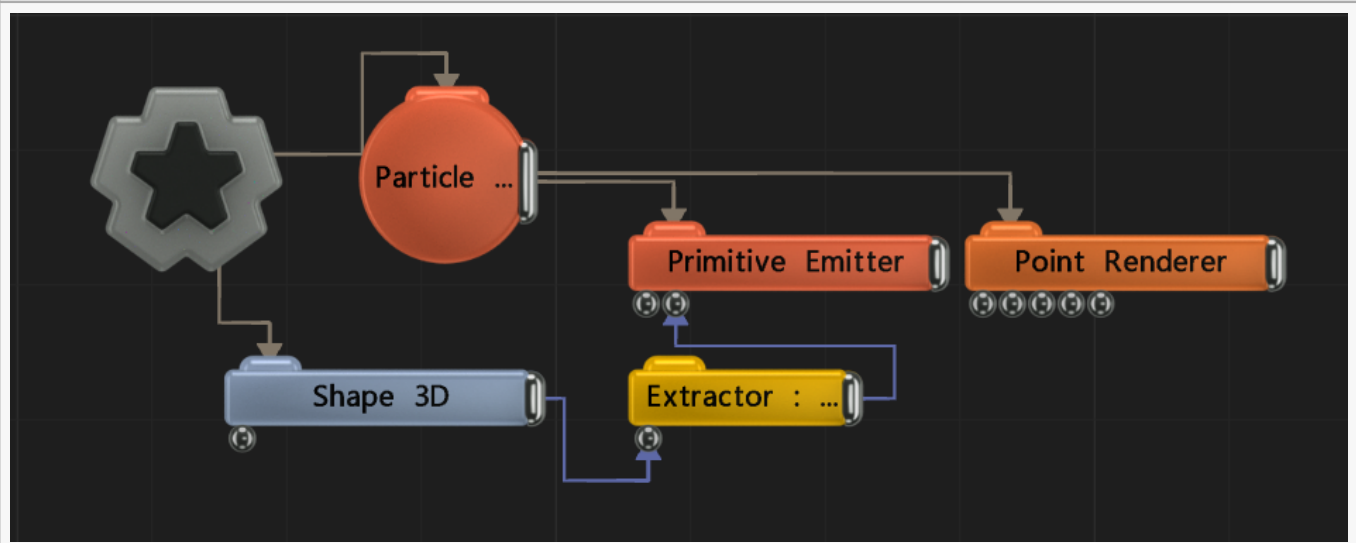 Particle ...
Primitive Emitter
Point Renderer
Shape 3D
Extractor : ...